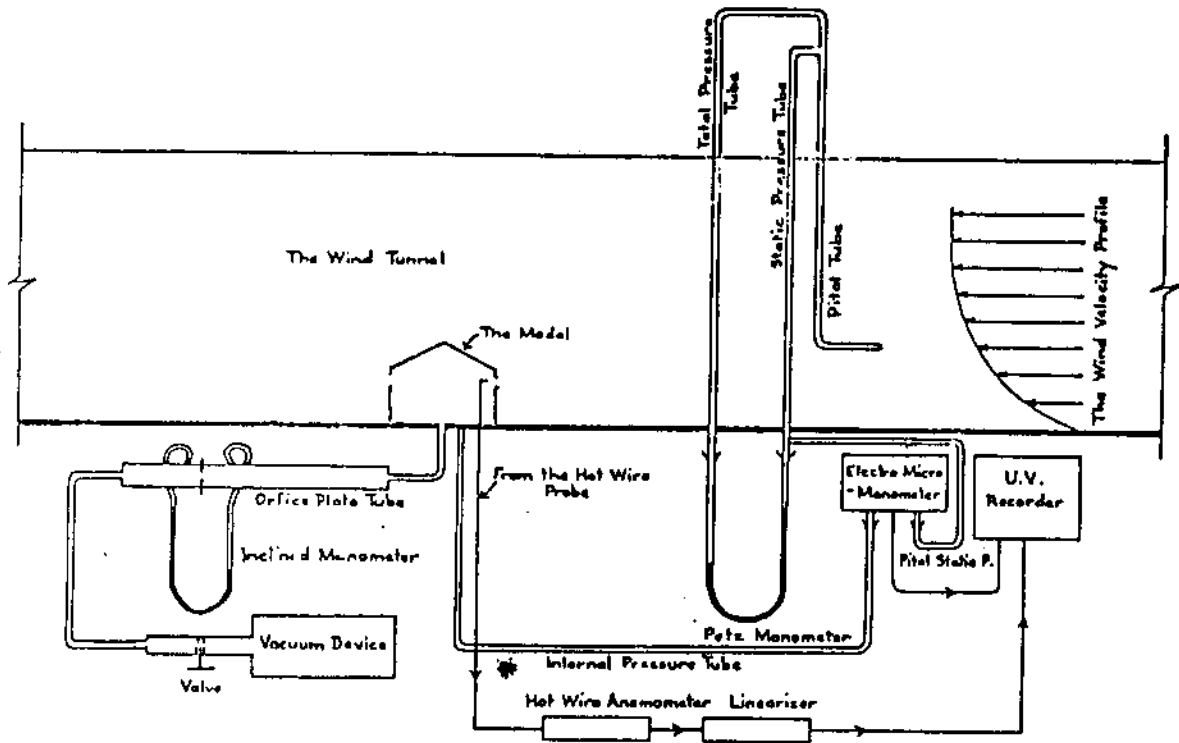 Total Pressure
Tube
Static Pressure Tube
Pitot Tube
The Wind Velocity Profile
The Wind Tunnel
The Model
From the Hot Wire
Probe
Orfice Plate Tube
Inclined Manometer
Vacuum Device
Valve
Electro Micro
-Manometer
U.V.
Recorder
Pitot Static P.
Petz Manometer
Internal Pressure Tube
Hot Wire Anemometer
Lineariser